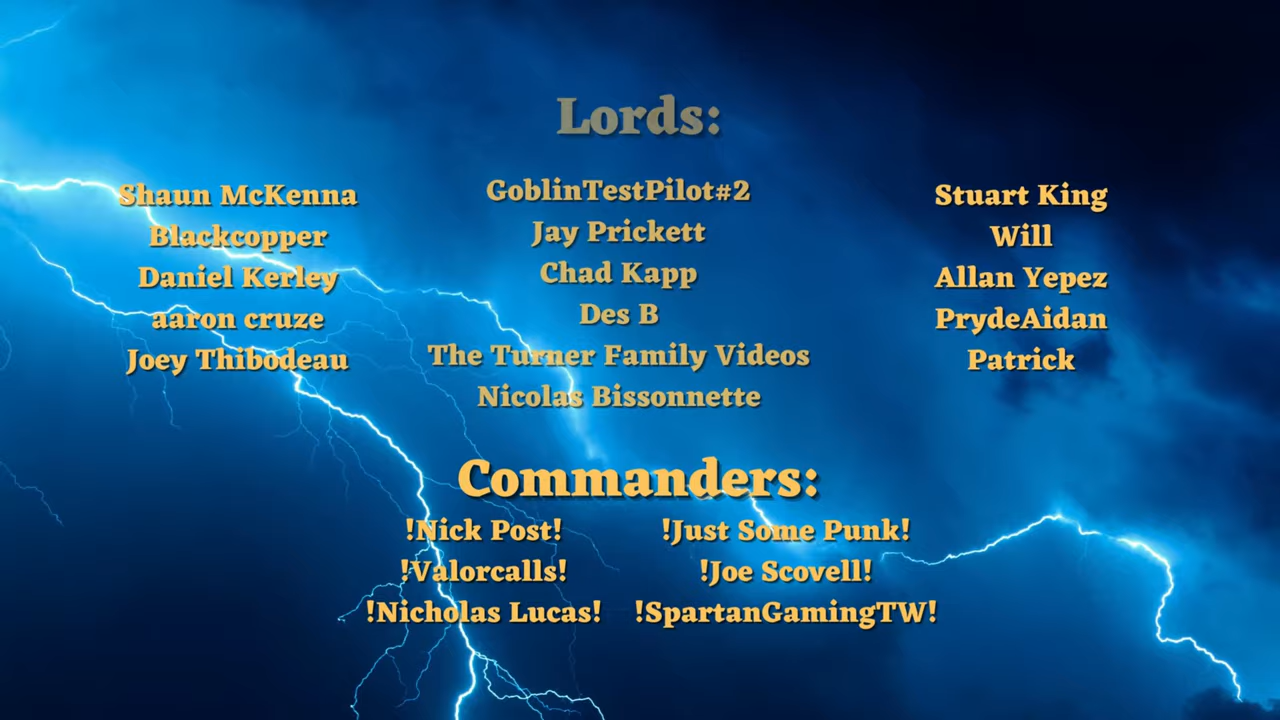 Lords:
Shaun McKenna
Blackcopper
Daniel Kerley
aaron cruze
Joey Thibodeau
GoblinTestPilot#2
Jay Prickett
Chad Kapp
Des B
The Turner Family Videos
Nicolas Bissonnette
Stuart King
Will
Allan Yepez
PrydeAidan
Patrick
Commanders:
!Nick Post!
!Valorcalls!
!Nicholas Lucas!
!Just Some Punk!
!Joe Scovell!
!SpartanGamingTW!